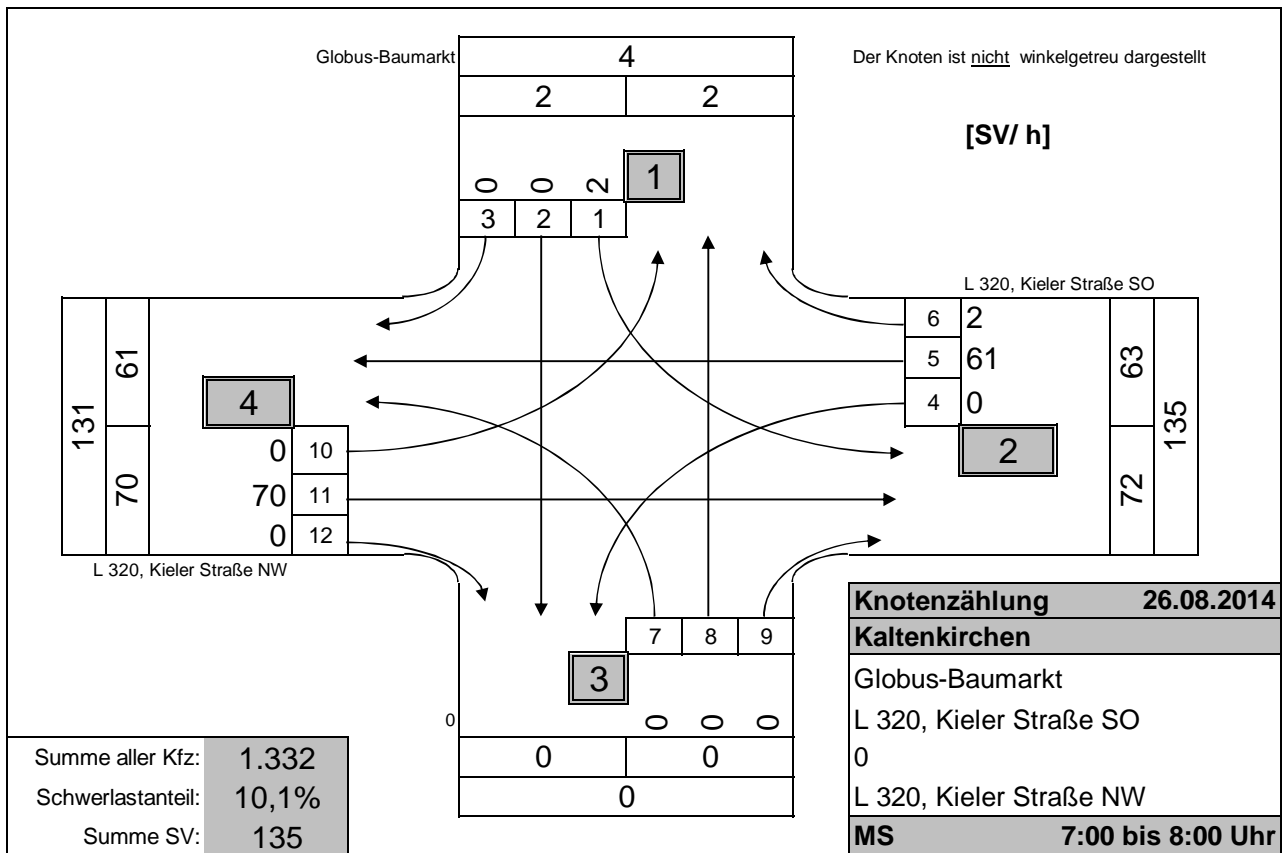 Globus-Baumarkt
4
Der Knoten ist nicht winkelgetreu dargestellt
2 2
[SV/ h]
0 0 2
1
3 2 1
L 320, Kieler Straße SO
6 2
5 61
4 0
63
72
135
2
131
61
70
4
0 10
70 11
0 12
L 320, Kieler Straße NW
7 8 9
3
0
0 0 0
0 0
0
Knotenzählung 26.08.2014
Kaltenkirchen
Globus-Baumarkt
L 320, Kieler Straße SO
0
L 320, Kieler Straße NW
MS 7:00 bis 8:00 Uhr
Summe aller Kfz: 1.332
Schwerlastanteil: 10,1%
Summe SV: 135